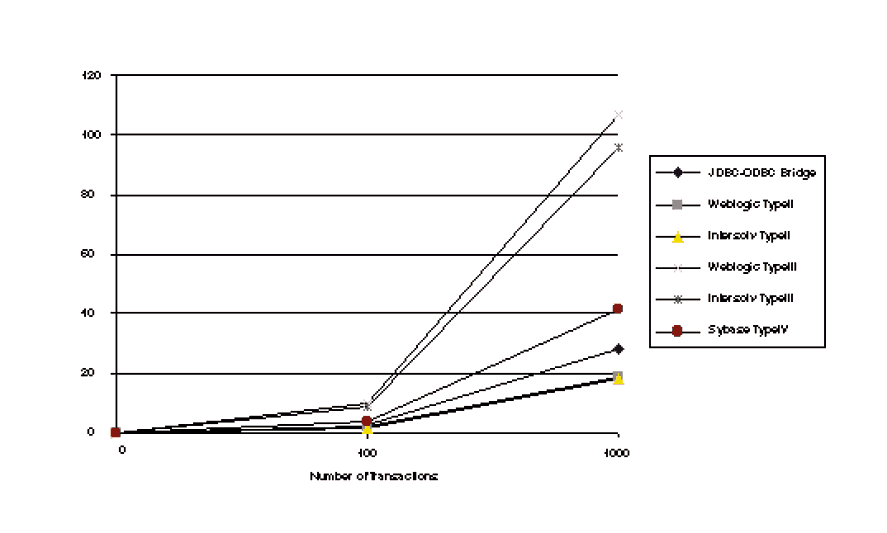 120
100
80
60
40
20
0
0
100
1000
Number of Transactions
JDBC-ODBC Bridge
Weblogic TypeII
Intersolv TypeII
Weblogic TypeIII
Intersolv TypeIII
Sybase TypeIV